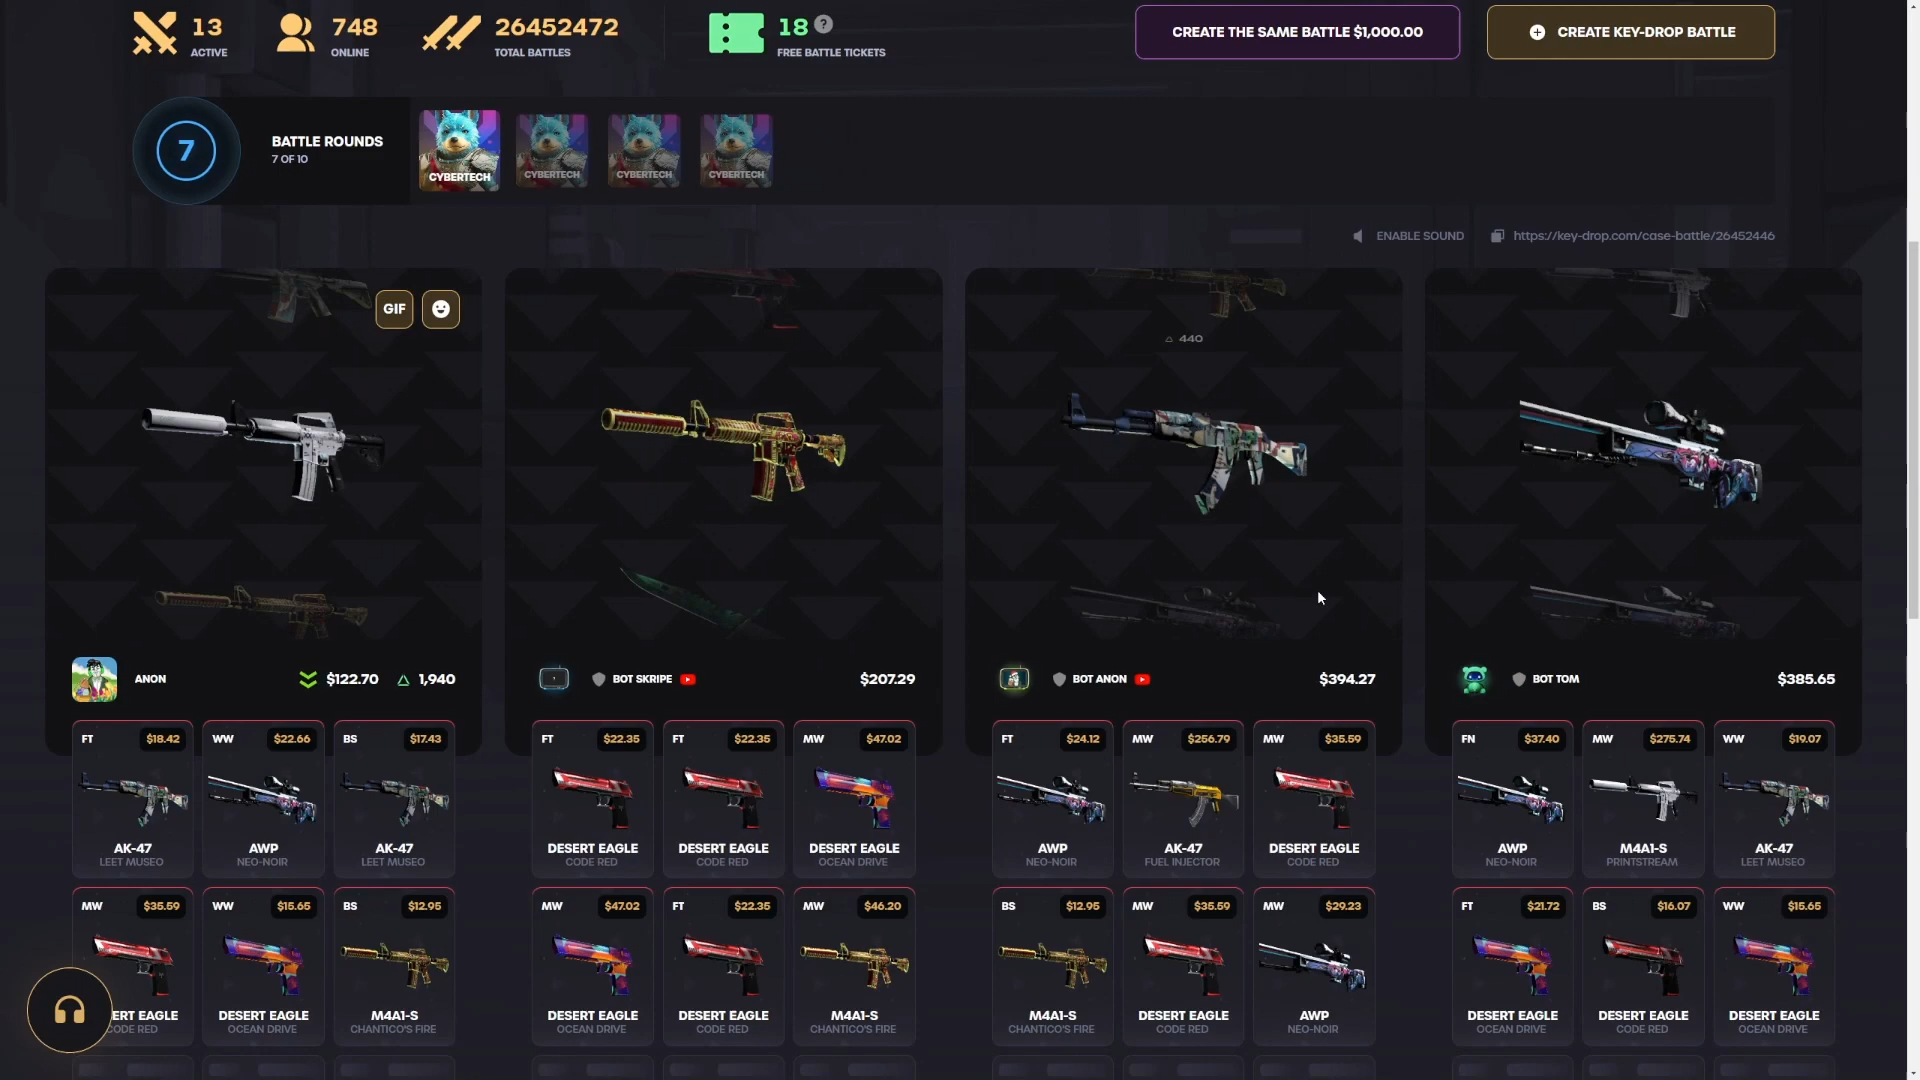 13
ACTIVE
748
ONLINE
26452472
TOTAL BATTLES
18 ?
FREE BATTLE TICKETS
CREATE THE SAME BATTLE $1,000.00
CREATE KEY-DROP BATTLE
7
BATTLE ROUNDS
7 OF 10
CYBERTECH CYBERTECH CYBERTECH CYBERTECH
ENABLE SOUND
https://key-drop.com/case-battle/26452446
GIF
440
ANON $122.70 1,940
BOT SKRIPE $207.29
BOT ANON $394.27
BOT TOM $385.65
FT $18.42 WW $22.66 BS $17.43
AK-47 AWP AK-47
LEET MUSEO NEO-NOIR LEET MUSEO
FT $22.35 FT $22.35 MW $47.02
DESERT EAGLE DESERT EAGLE DESERT EAGLE
CODE RED CODE RED OCEAN DRIVE
FT $24.12 MW $256.79 MW $35.59
AWP AK-47 DESERT EAGLE
NEO-NOIR FUEL INJECTOR CODE RED
FN $37.40 MW $275.74 WW $19.07
AWP M4A1-S AK-47
NEO-NOIR PRINTSTREAM LEET MUSEO
MW $35.59 WW $15.65 BS $12.95
ERT EAGLE DESERT EAGLE M4A1-S
CODE RED OCEAN DRIVE CHANTICO'S FIRE
MW $47.02 FT $22.35 MW $46.20
DESERT EAGLE DESERT EAGLE M4A1-S
OCEAN DRIVE CODE RED CHANTICO'S FIRE
BS $12.95 MW $35.59 MW $29.23
M4A1-S DESERT EAGLE AWP
CHANTICO'S FIRE CODE RED NEO-NOIR
FT $21.72 BS $16.07 WW $15.65
DESERT EAGLE DESERT EAGLE DESERT EAGLE
OCEAN DRIVE CODE RED OCEAN DRIVE